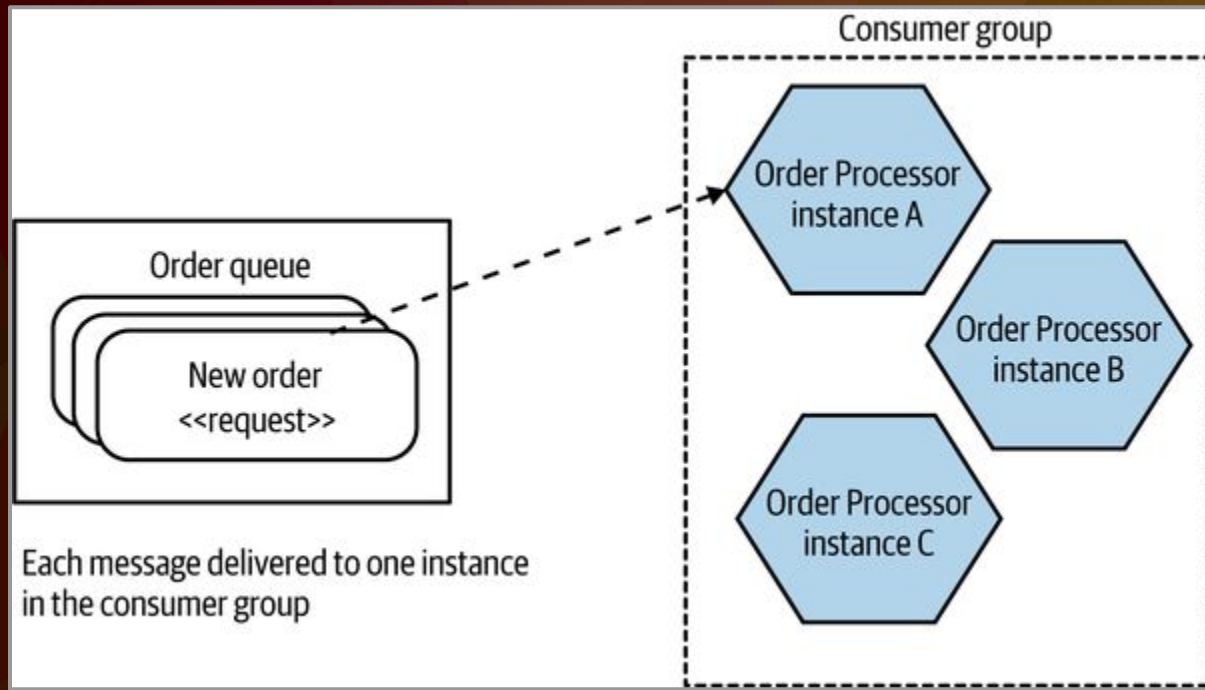 Consumer group
Order Processor
instance A
Order queue
New order
<<request>>
Order Processor
instance B
Order Processor
instance C
Each message delivered to one instance
in the consumer group